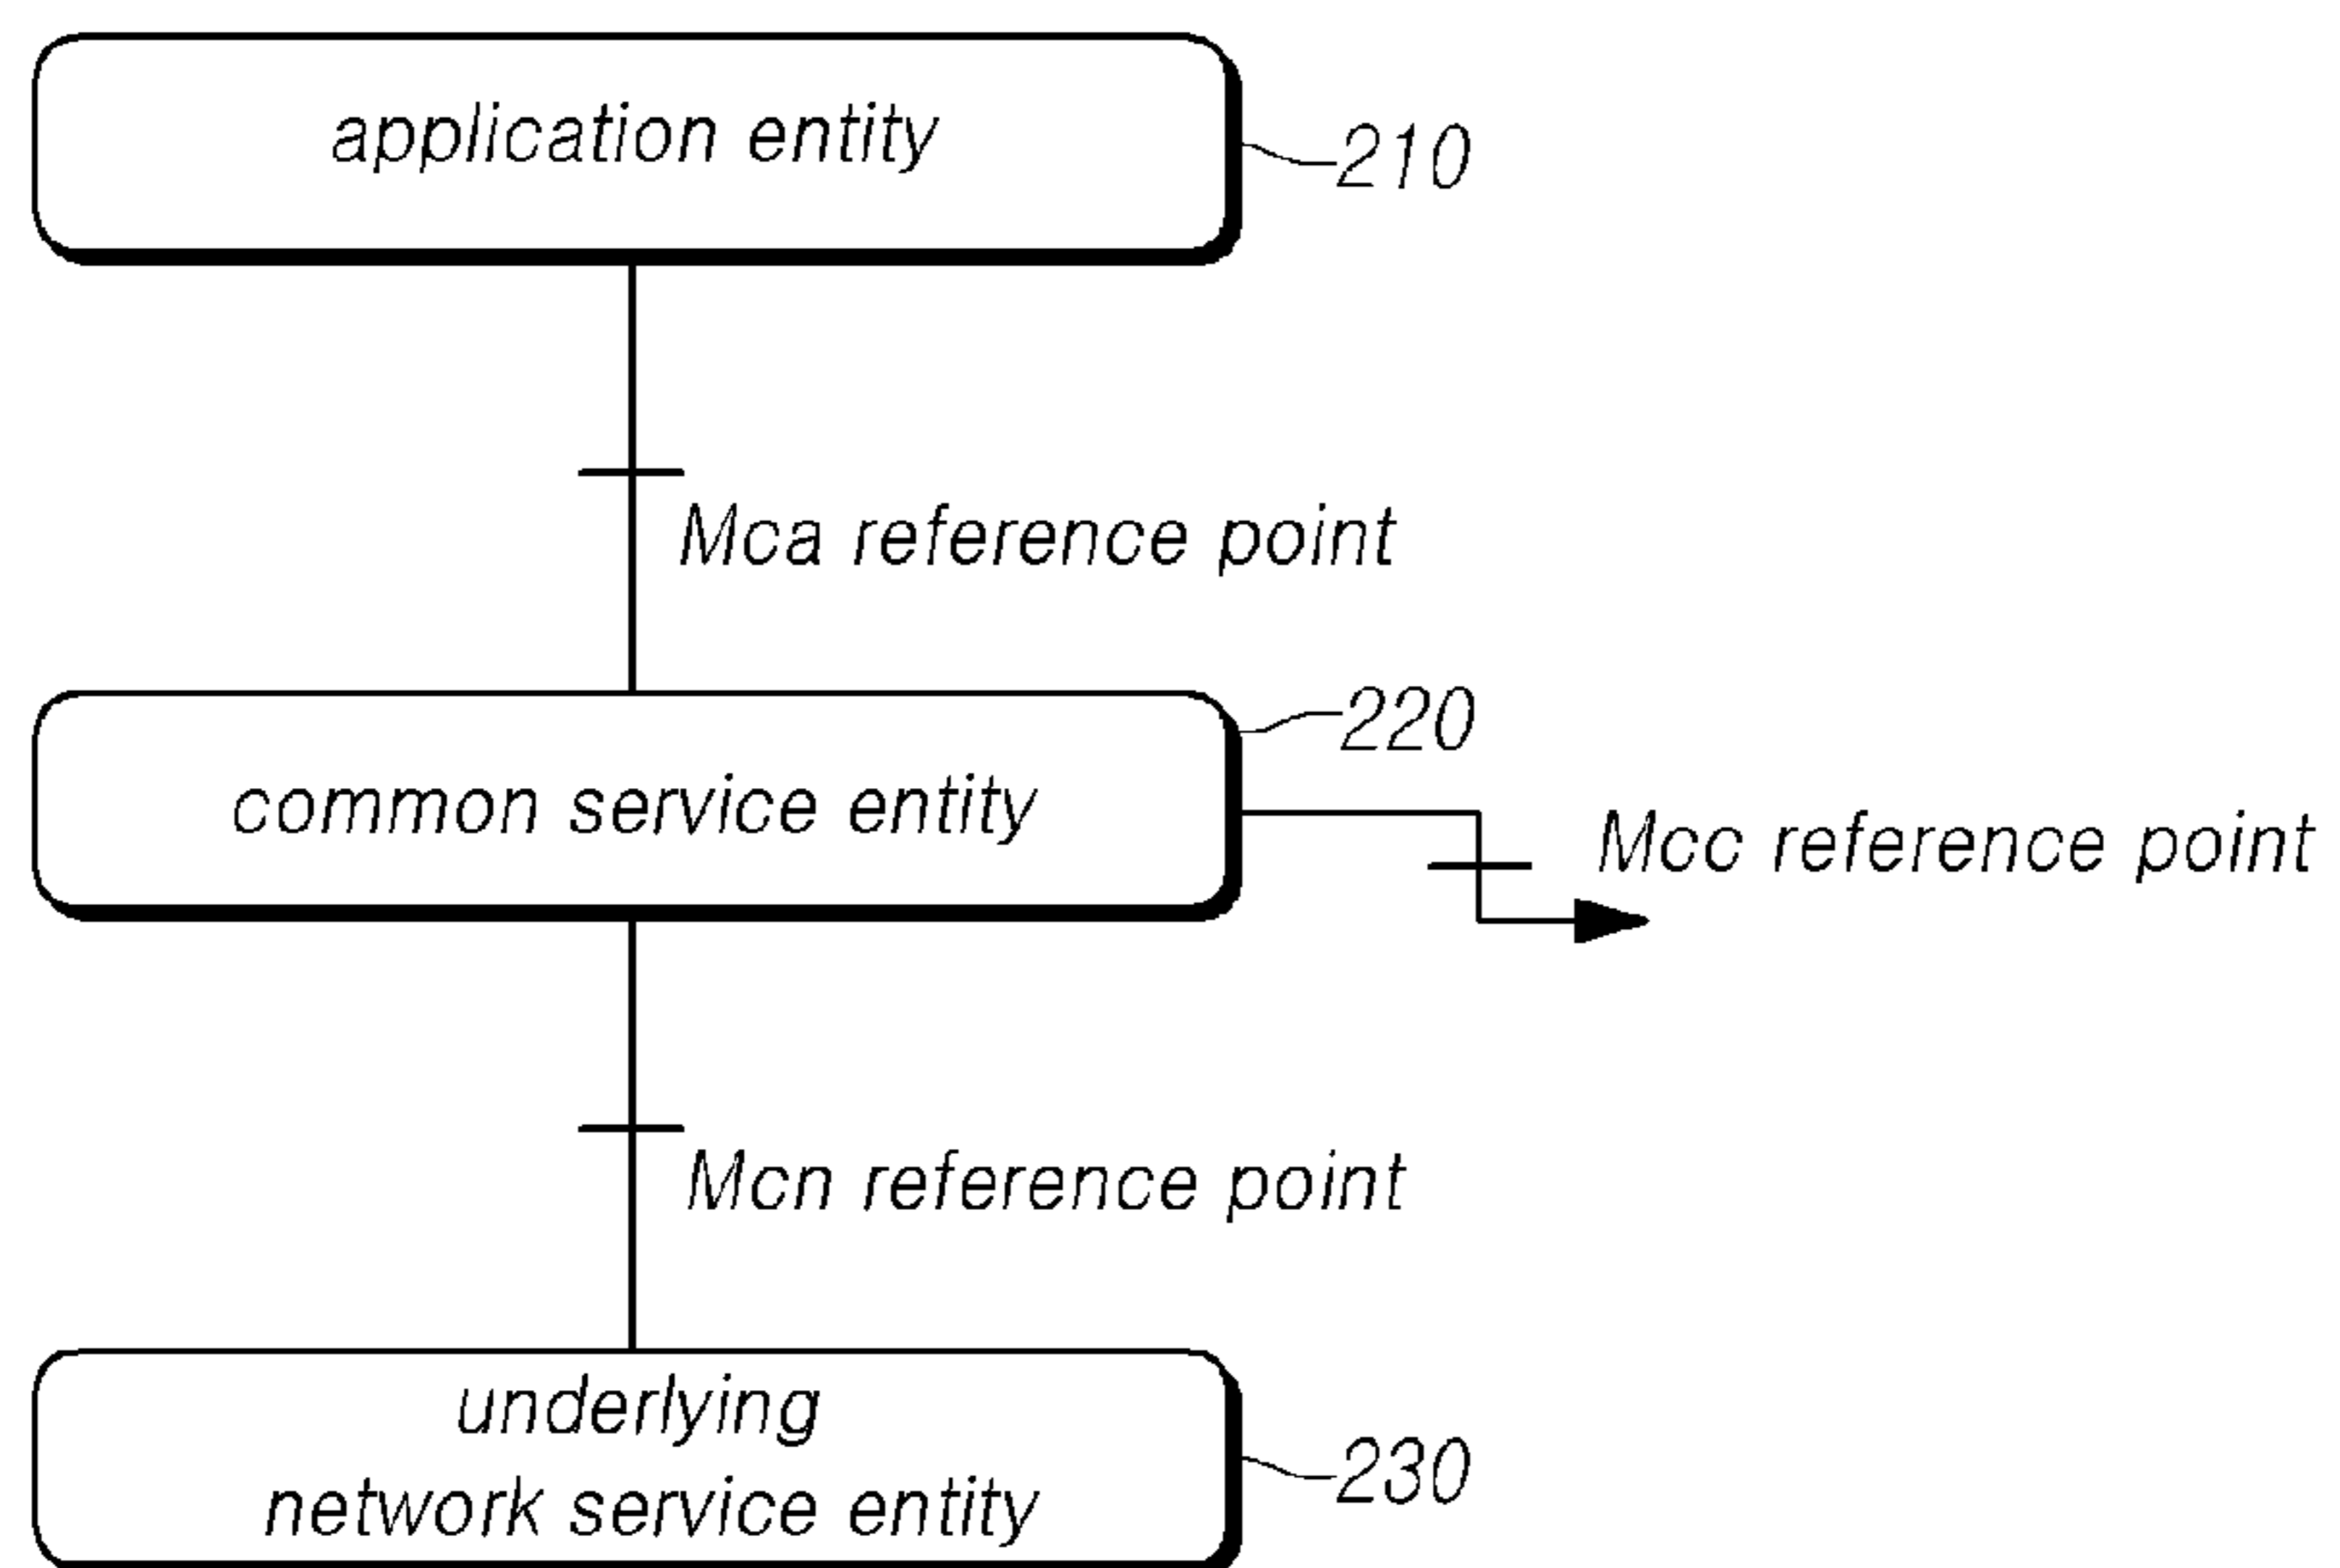 application entity
210
Mca reference point
220
common service entity
Mcc reference point
Mcn reference point
underlying
network service entity
230